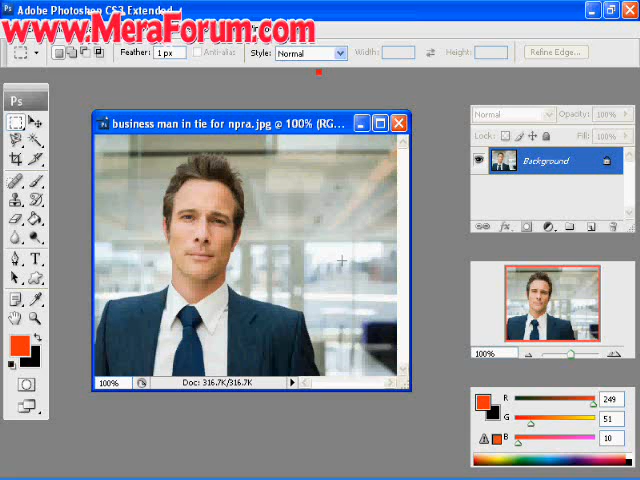 Adobe Photoshop CS3 Extended
www.MeraForum.com
Feather: 1 px
Anti-alias
Style: Normal
Width:
Height:
Refine Edge...
Ps
business man in tie for npra.jpg @ 100% (RG...
Normal
Opacity: 100%
Lock:
Fill: 100%
Background
fx
T
100%
Doc: 316.7K/316.7K
100%
R 249
G 51
B 10